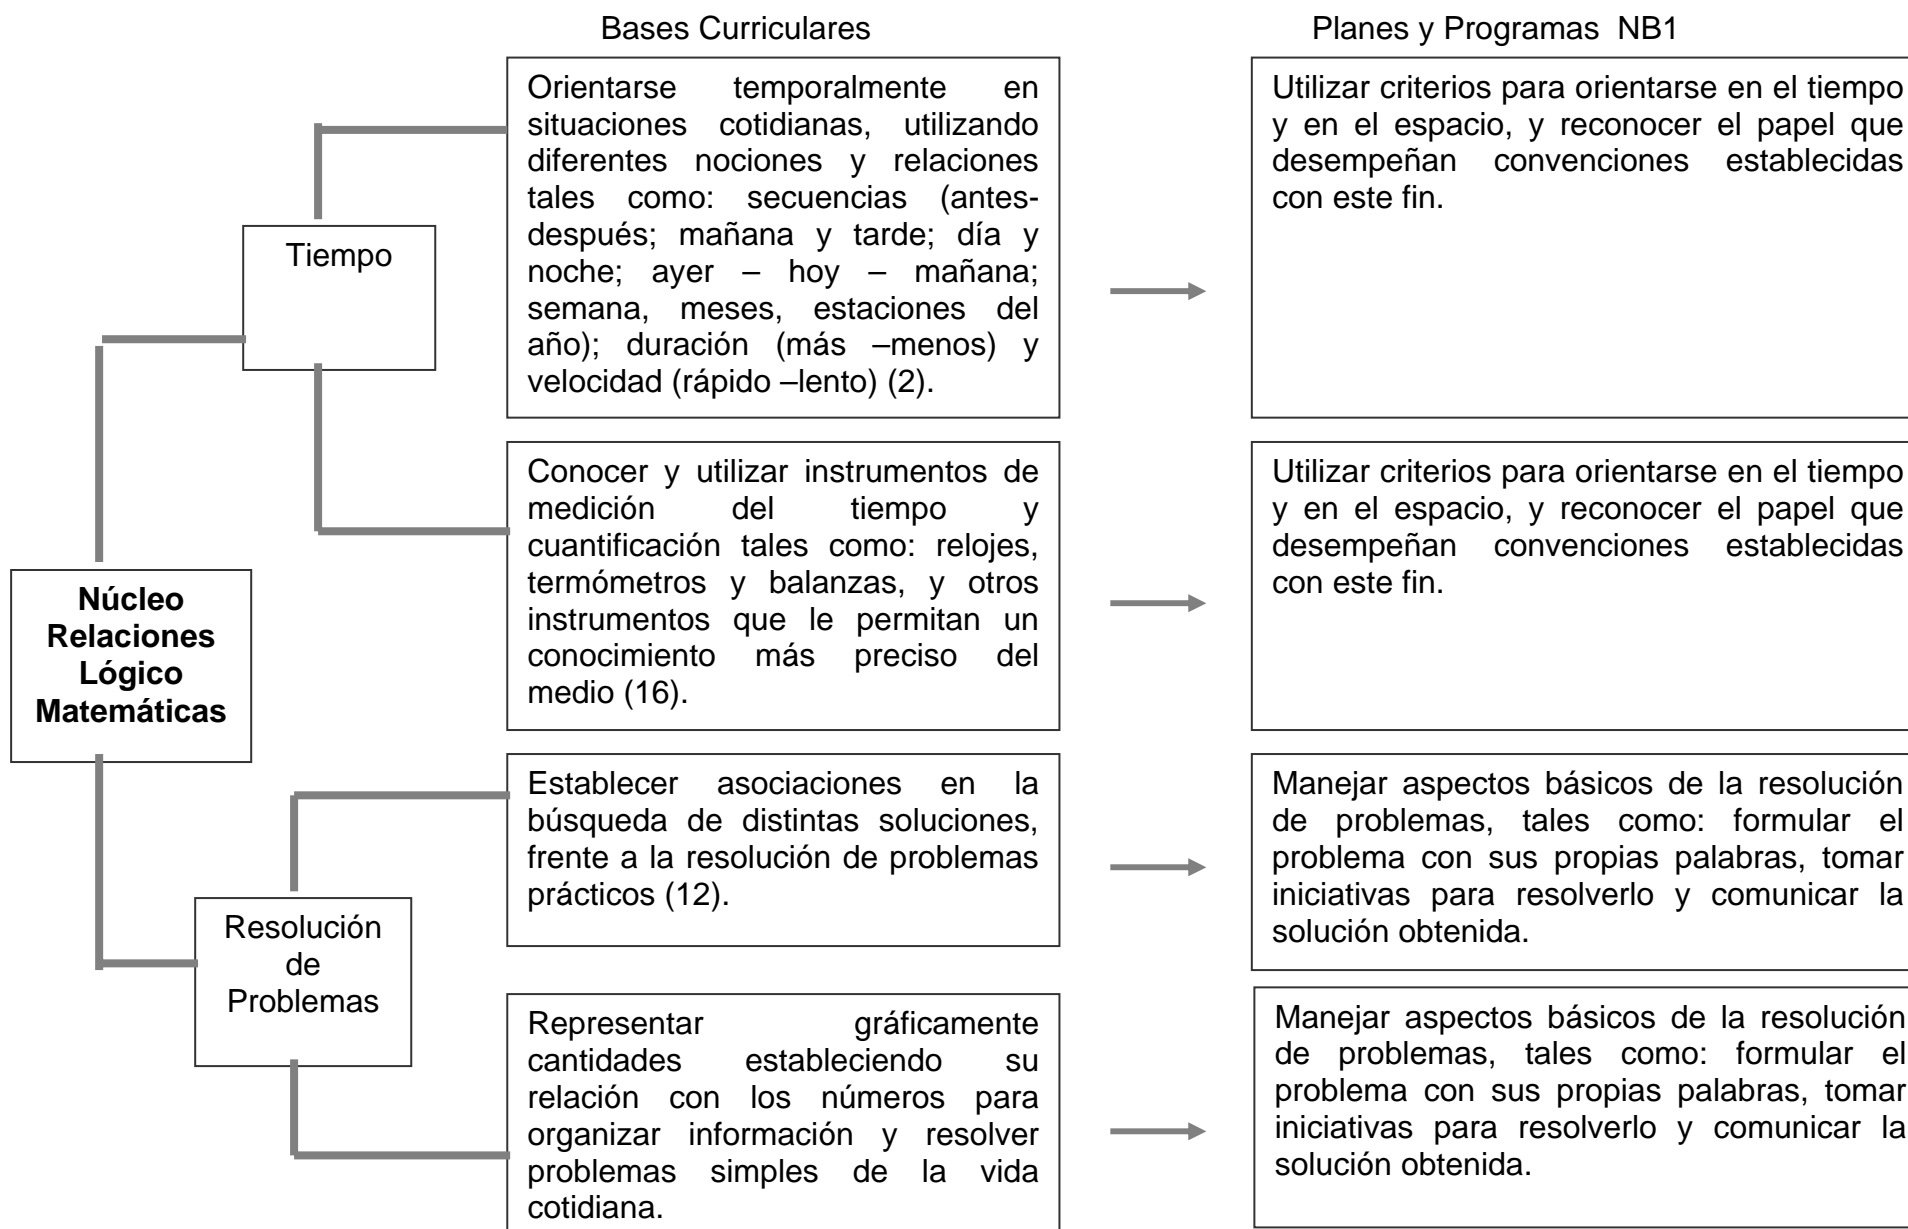 Bases Curriculares
Planes y Programas NB1
Núcleo
Relaciones
Lógico
Matemáticas
Tiempo
Orientarse temporalmente en
situaciones cotidianas, utilizando
diferentes nociones y relaciones
tales como: secuencias (antes-
después; mañana y tarde; día y
noche; ayer – hoy – mañana;
semana, meses, estaciones del
año); duración (más –menos) y
velocidad (rápido –lento) (2).
Utilizar criterios para orientarse en el tiempo
y en el espacio, y reconocer el papel que
desempeñan convenciones establecidas
con este fin.
Conocer y utilizar instrumentos de
medición del tiempo y
cuantificación tales como: relojes,
termómetros y balanzas, y otros
instrumentos que le permitan un
conocimiento más preciso del
medio (16).
Utilizar criterios para orientarse en el tiempo
y en el espacio, y reconocer el papel que
desempeñan convenciones establecidas
con este fin.
Resolución
de
Problemas
Establecer asociaciones en la
búsqueda de distintas soluciones,
frente a la resolución de problemas
prácticos (12).
Manejar aspectos básicos de la resolución
de problemas, tales como: formular el
problema con sus propias palabras, tomar
iniciativas para resolverlo y comunicar la
solución obtenida.
Representar gráficamente
cantidades estableciendo su
relación con los números para
organizar información y resolver
problemas simples de la vida
cotidiana.
Manejar aspectos básicos de la resolución
de problemas, tales como: formular el
problema con sus propias palabras, tomar
iniciativas para resolverlo y comunicar la
solución obtenida.